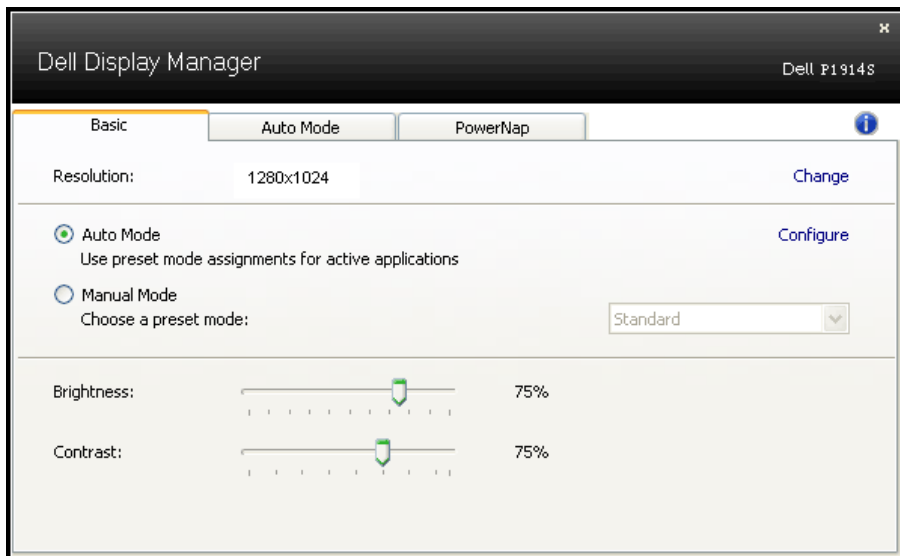 Dell Display Manager
Dell P1914S
Basic
Auto Mode
PowerNap
Resolution:
1280x1024
Change
Auto Mode
Configure
Use preset mode assignments for active applications
Manual Mode
Choose a preset mode:
Standard
Brightness:
75%
Contrast:
75%